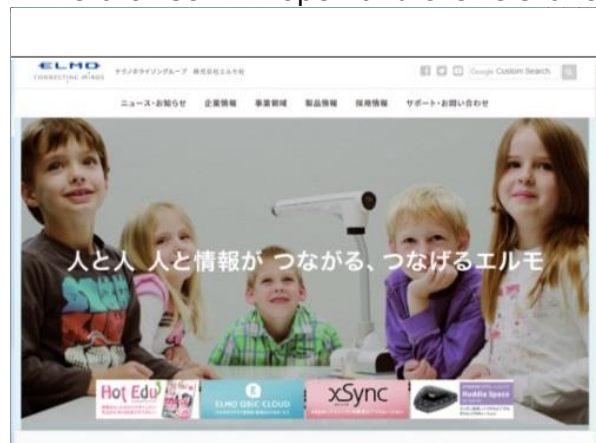 ELMO
CONNECTING MINDS
テクノホライゾングループ 株式会社エルモ社
Google Custom Search
ニュース・お知らせ 企業情報 事業領域 製品情報 採用情報 サポート・お問い合わせ
人と人 人と情報が つながる、つなげるエルモ
Hot Edu
ELMO QBiC CLOUD
xSync
Huddle Space